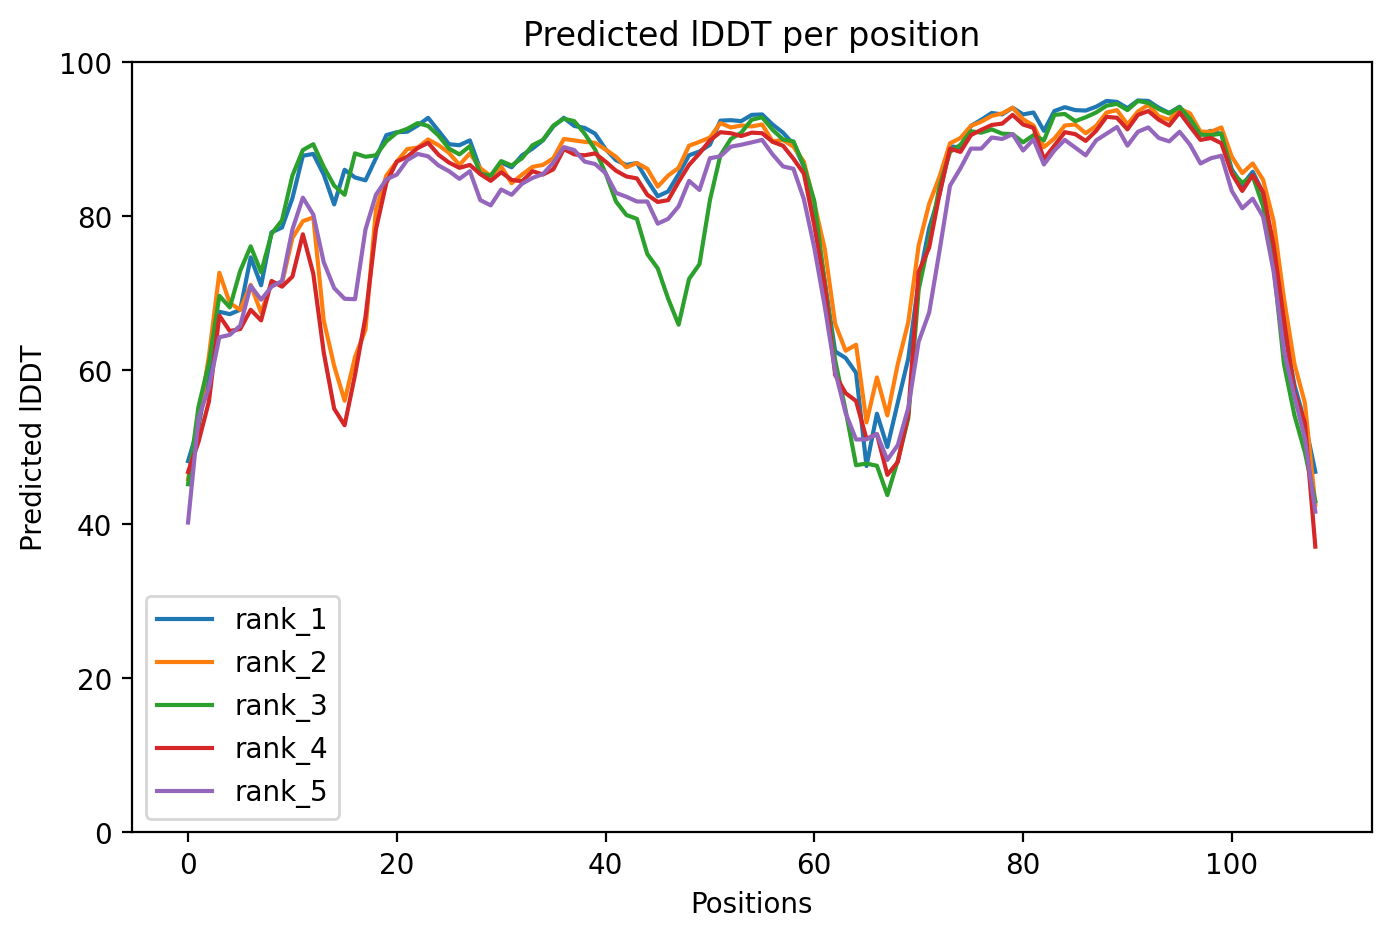 Predicted lDDT per position
100
80
60
40
20
0
Predicted lDDT
rank_1
rank_2
rank_3
rank_4
rank_5
0 20 40 60 80 100
Positions